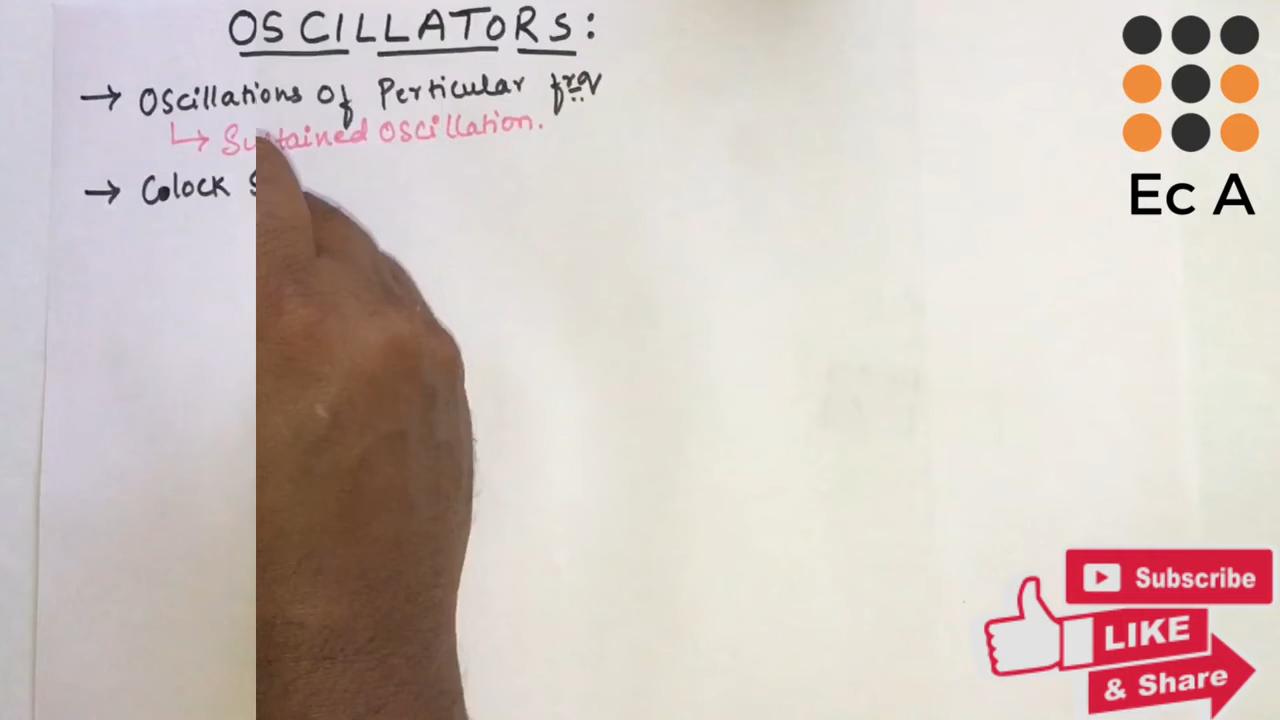 OSCILLATORS:
→ Oscillations of Perticular frq
↳ Sustained Oscillation.
→ Colock S
Ec A
Subscribe
LIKE
& Share